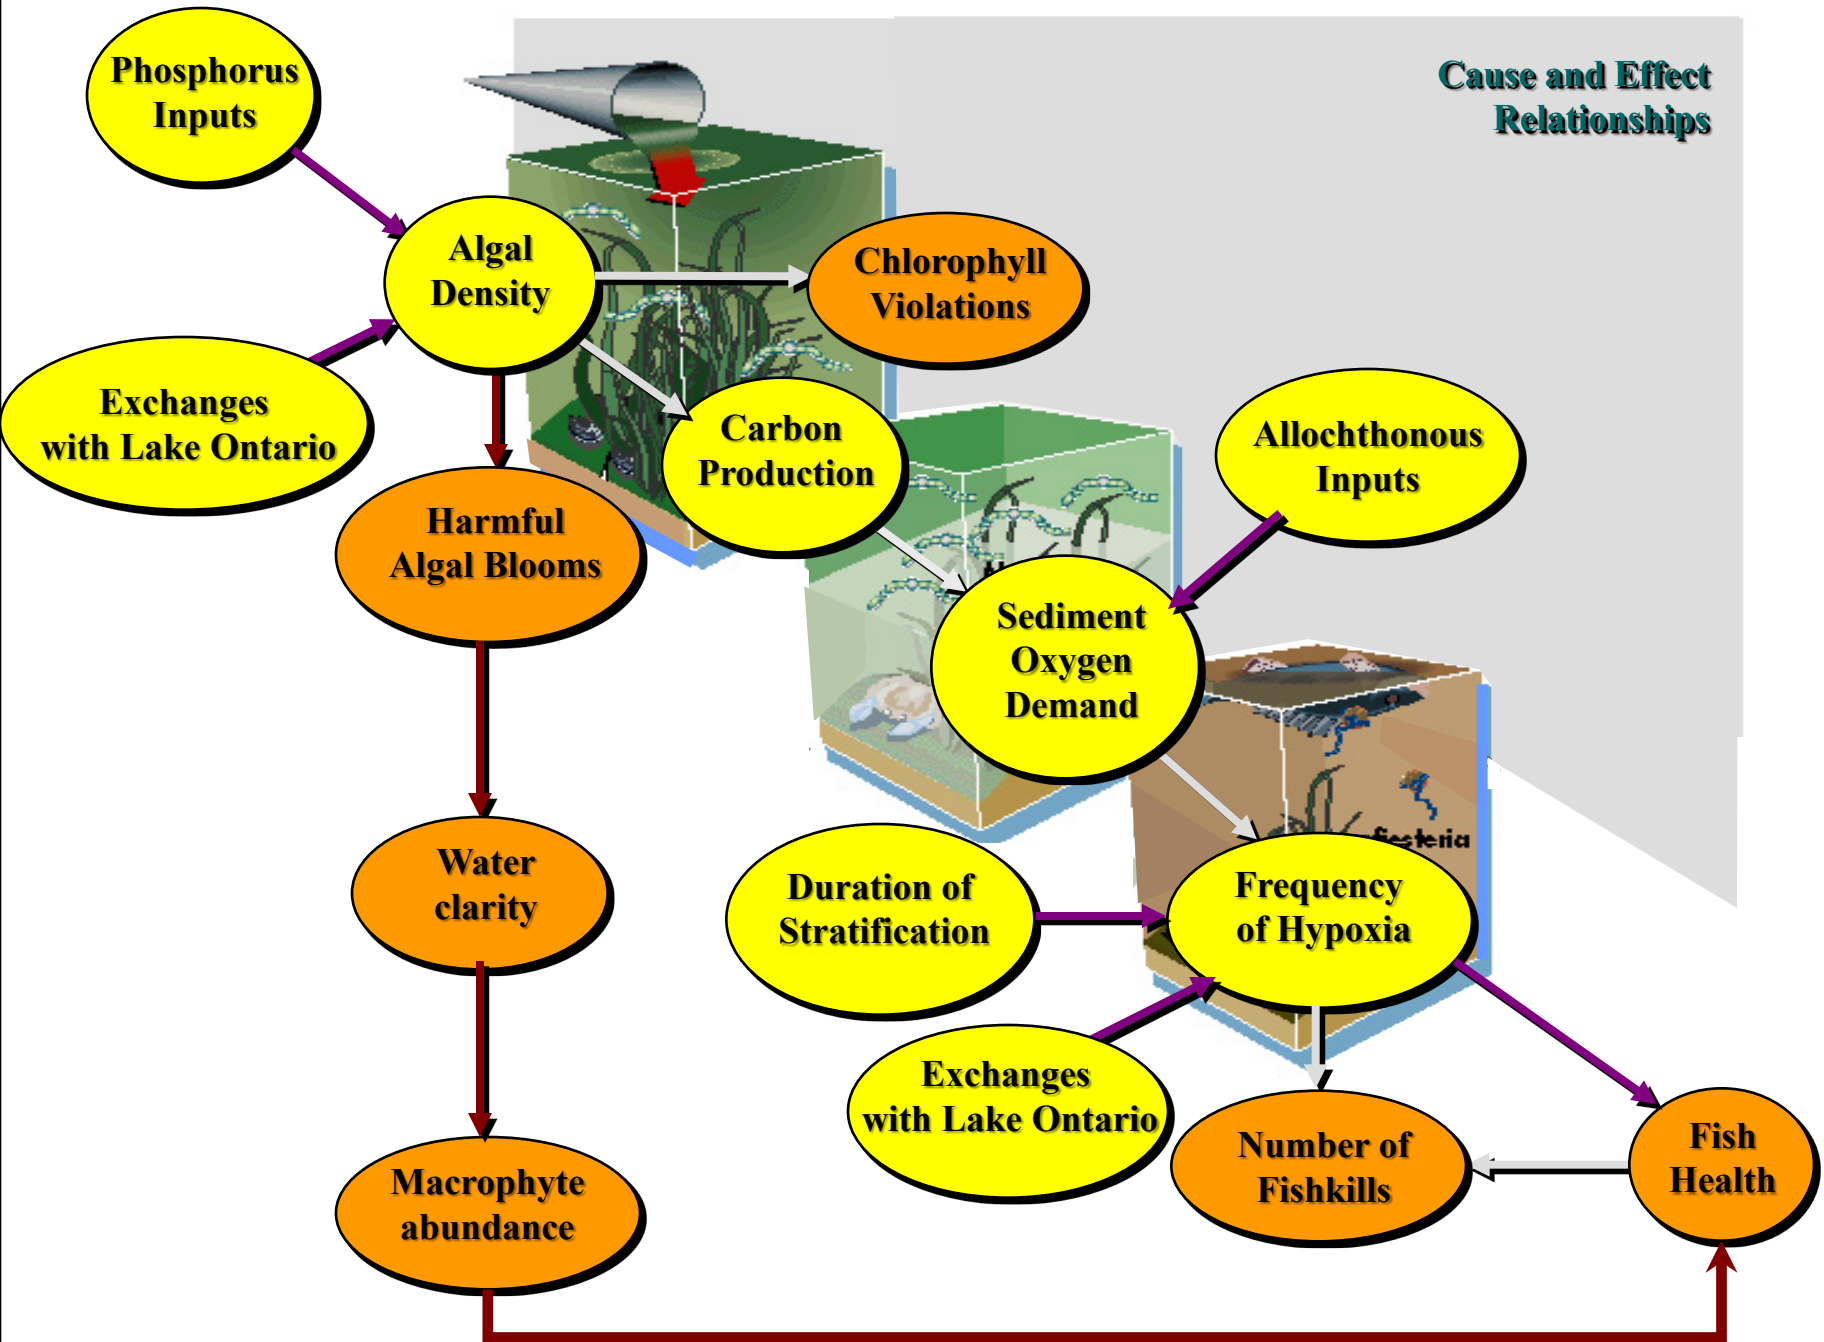 Cause and Effect
Relationships
Phosphorus
Inputs
Algal
Density
Chlorophyll
Violations
Exchanges
with Lake Ontario
Carbon
Production
Allochthonous
Inputs
Harmful
Algal Blooms
Sediment
Oxygen
Demand
Water
clarity
Duration of
Stratification
Frequency
of Hypoxia
Exchanges
with Lake Ontario
Number of
Fishkills
Fish
Health
Macrophyte
abundance